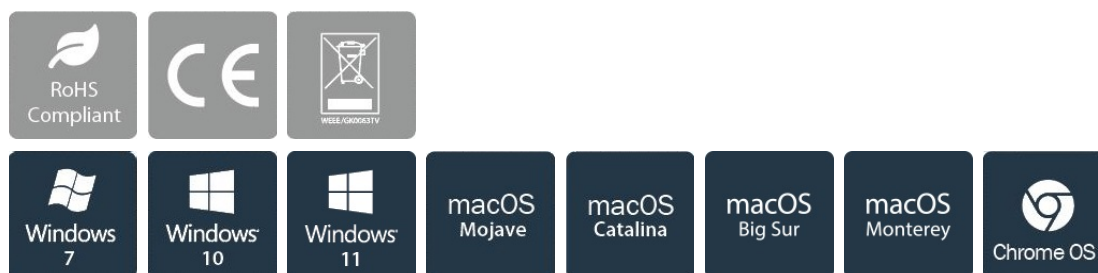 RoHS
Compliant
CE
WEEE/GK0063TV
Windows
7
Windows
10
Windows
11
macOS
Mojave
macOS
Catalina
macOS
Big Sur
macOS
Monterey
Chrome OS